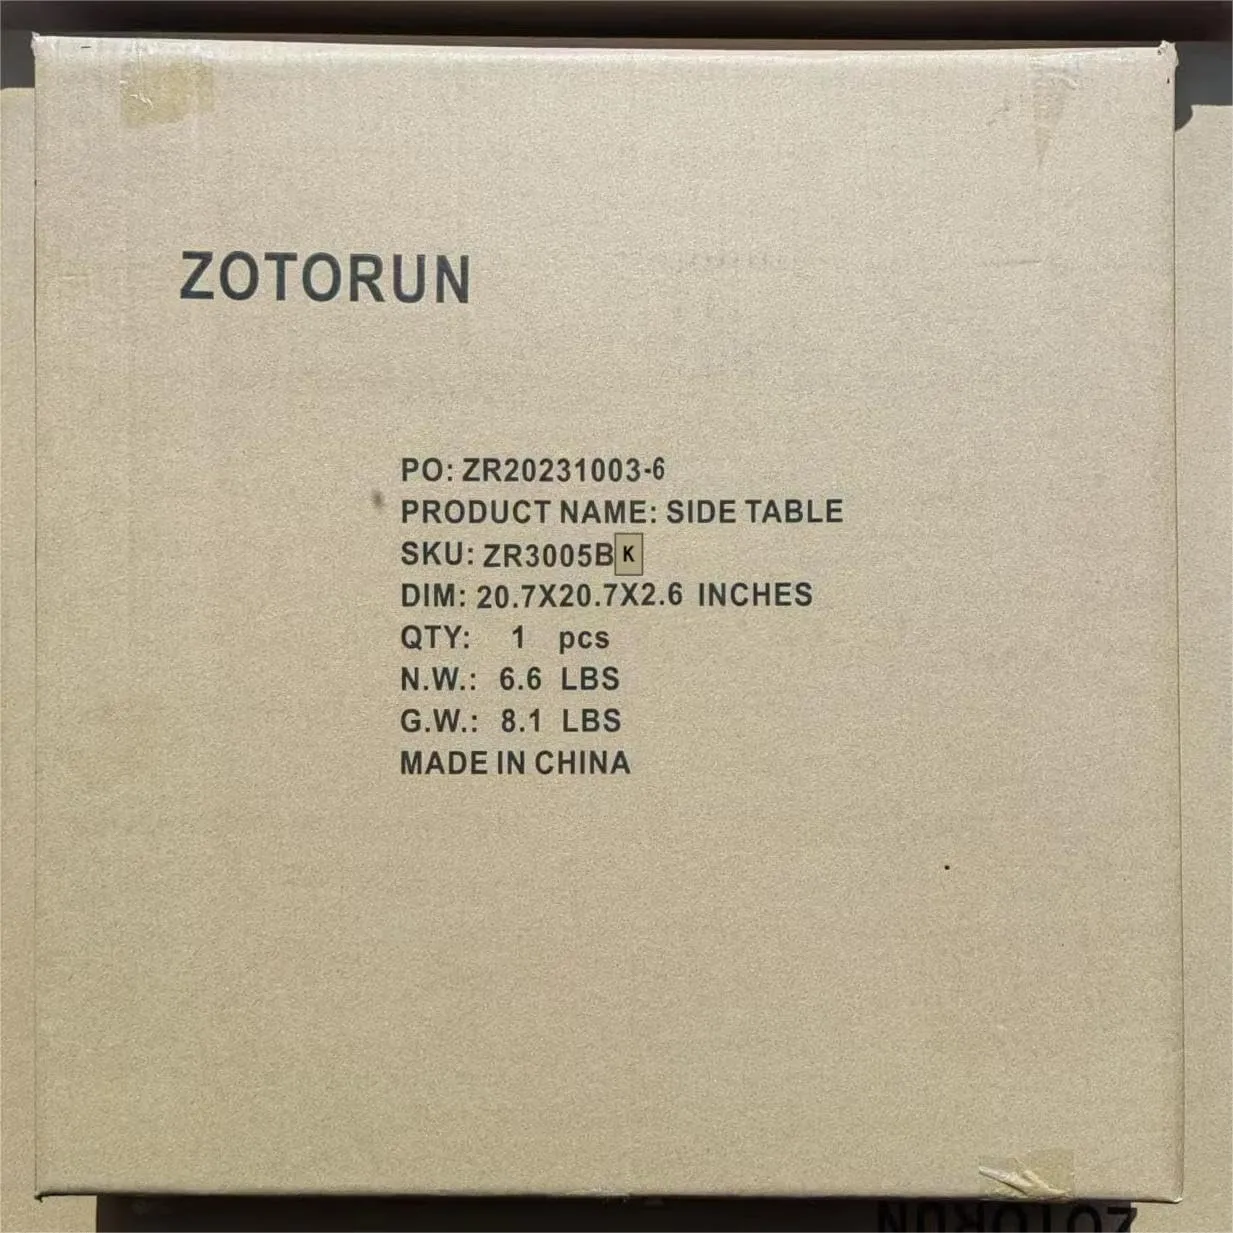 ZOTORUN
PO: ZR20231003-6
PRODUCT NAME: SIDE TABLE
SKU: ZR3005BK
DIM: 20.7X20.7X2.6 INCHES
QTY: 1 pcs
N.W.: 6.6 LBS
G.W.: 8.1 LBS
MADE IN CHINA
ZOTORUN